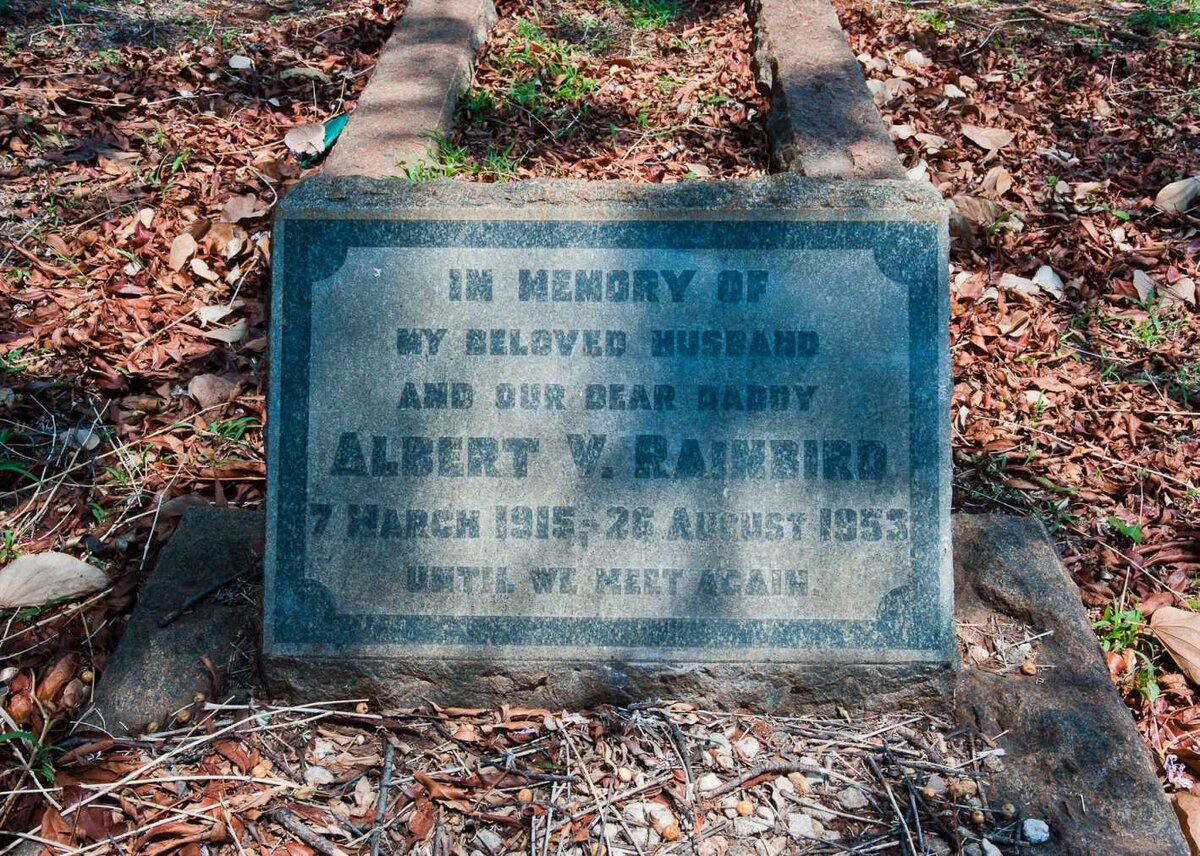 IN MEMORY OF
MY BELOVED HUSBAND
AND OUR DEAR DADDY
ALBERT V. RAINBIRD
7 MARCH 1915,-26 AUGUST 1953
UNTIL WE MEET AGAIN.